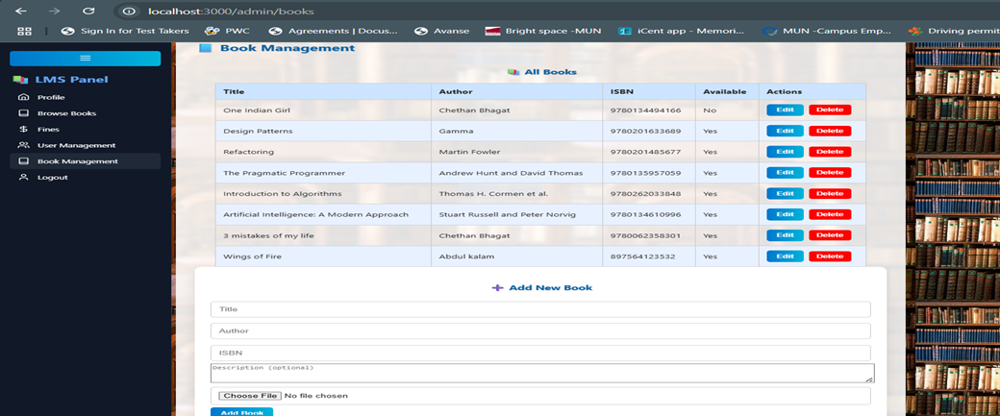 localhost:3000/admin/books
Sign In for Test Takers PWC Agreements | Docus... Avanse Bright space -MUN iCent app - Memori... MUN -Campus Emp... Driving permit
LMS Panel
Profile
Browse Books
Fines
User Management
Book Management
Logout
Book Management
All Books
Title Author ISBN Available Actions
One Indian Girl Chethan Bhagat 9780134494166 No Edit Delete
Design Patterns Gamma 9780201633689 Yes Edit Delete
Refactoring Martin Fowler 9780201485677 Yes Edit Delete
The Pragmatic Programmer Andrew Hunt and David Thomas 9780135957059 Yes Edit Delete
Introduction to Algorithms Thomas H. Cormen et al. 9780262033848 Yes Edit Delete
Artificial Intelligence: A Modern Approach Stuart Russell and Peter Norvig 9780134610996 Yes Edit Delete
3 mistakes of my life Chethan Bhagat 9780062358301 Yes Edit Delete
Wings of Fire Abdul kalam 897564123532 Yes Edit Delete
Add New Book
Title
Author
ISBN
Description (optional)
Choose File No file chosen
Add Book